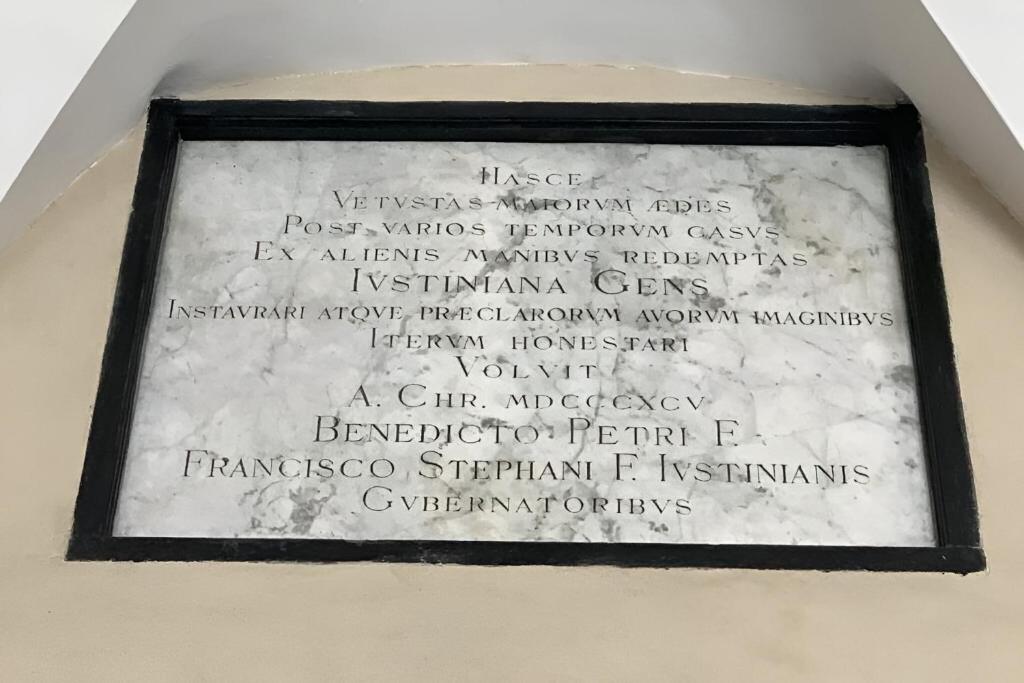 HASCE
VETVSTAS MAIORVM ÆDES
POST VARIOS TEMPORVM CASVS
EX ALIENIS MANIBVS REDEMPTAS
IVSTINIANA GENS
INSTAVRARI ATQVE PRÆCLARORVM AVORVM IMAGINIBVS
ITERVM HONESTARI
VOLVIT
A. CHR. MDCCCXCV
BENEDICTO PETRI F.
FRANCISCO STEPHANI F. IVSTINIANIS
GVBERNATORIBVS